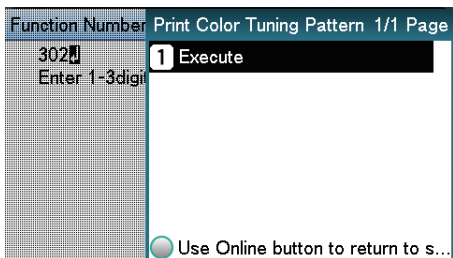 Function Number
302
Enter 1-3digi
Print Color Tuning Pattern 1/1 Page
1 Execute
Use Online button to return to s...